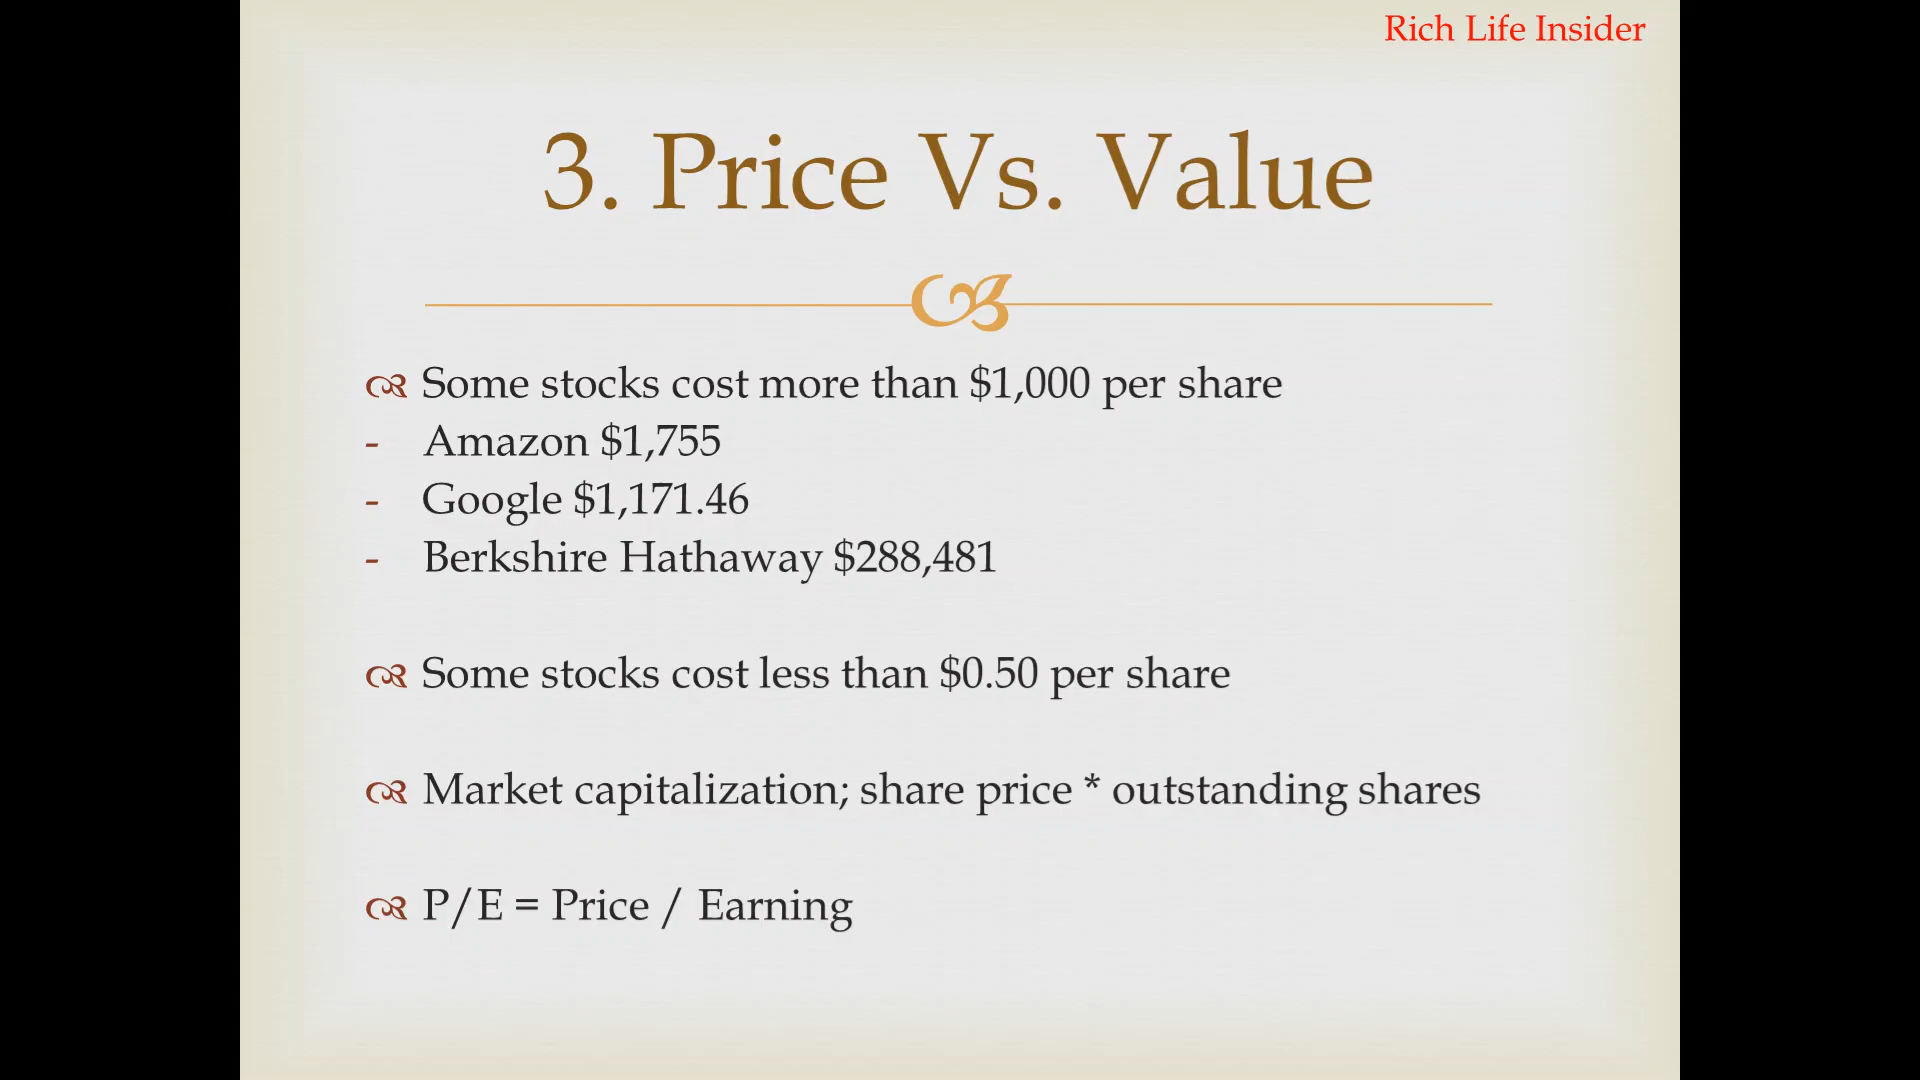 Rich Life Insider
3. Price Vs. Value
Some stocks cost more than $1,000 per share
- Amazon $1,755
- Google $1,171.46
- Berkshire Hathaway $288,481
Some stocks cost less than $0.50 per share
Market capitalization; share price * outstanding shares
P/E = Price / Earning